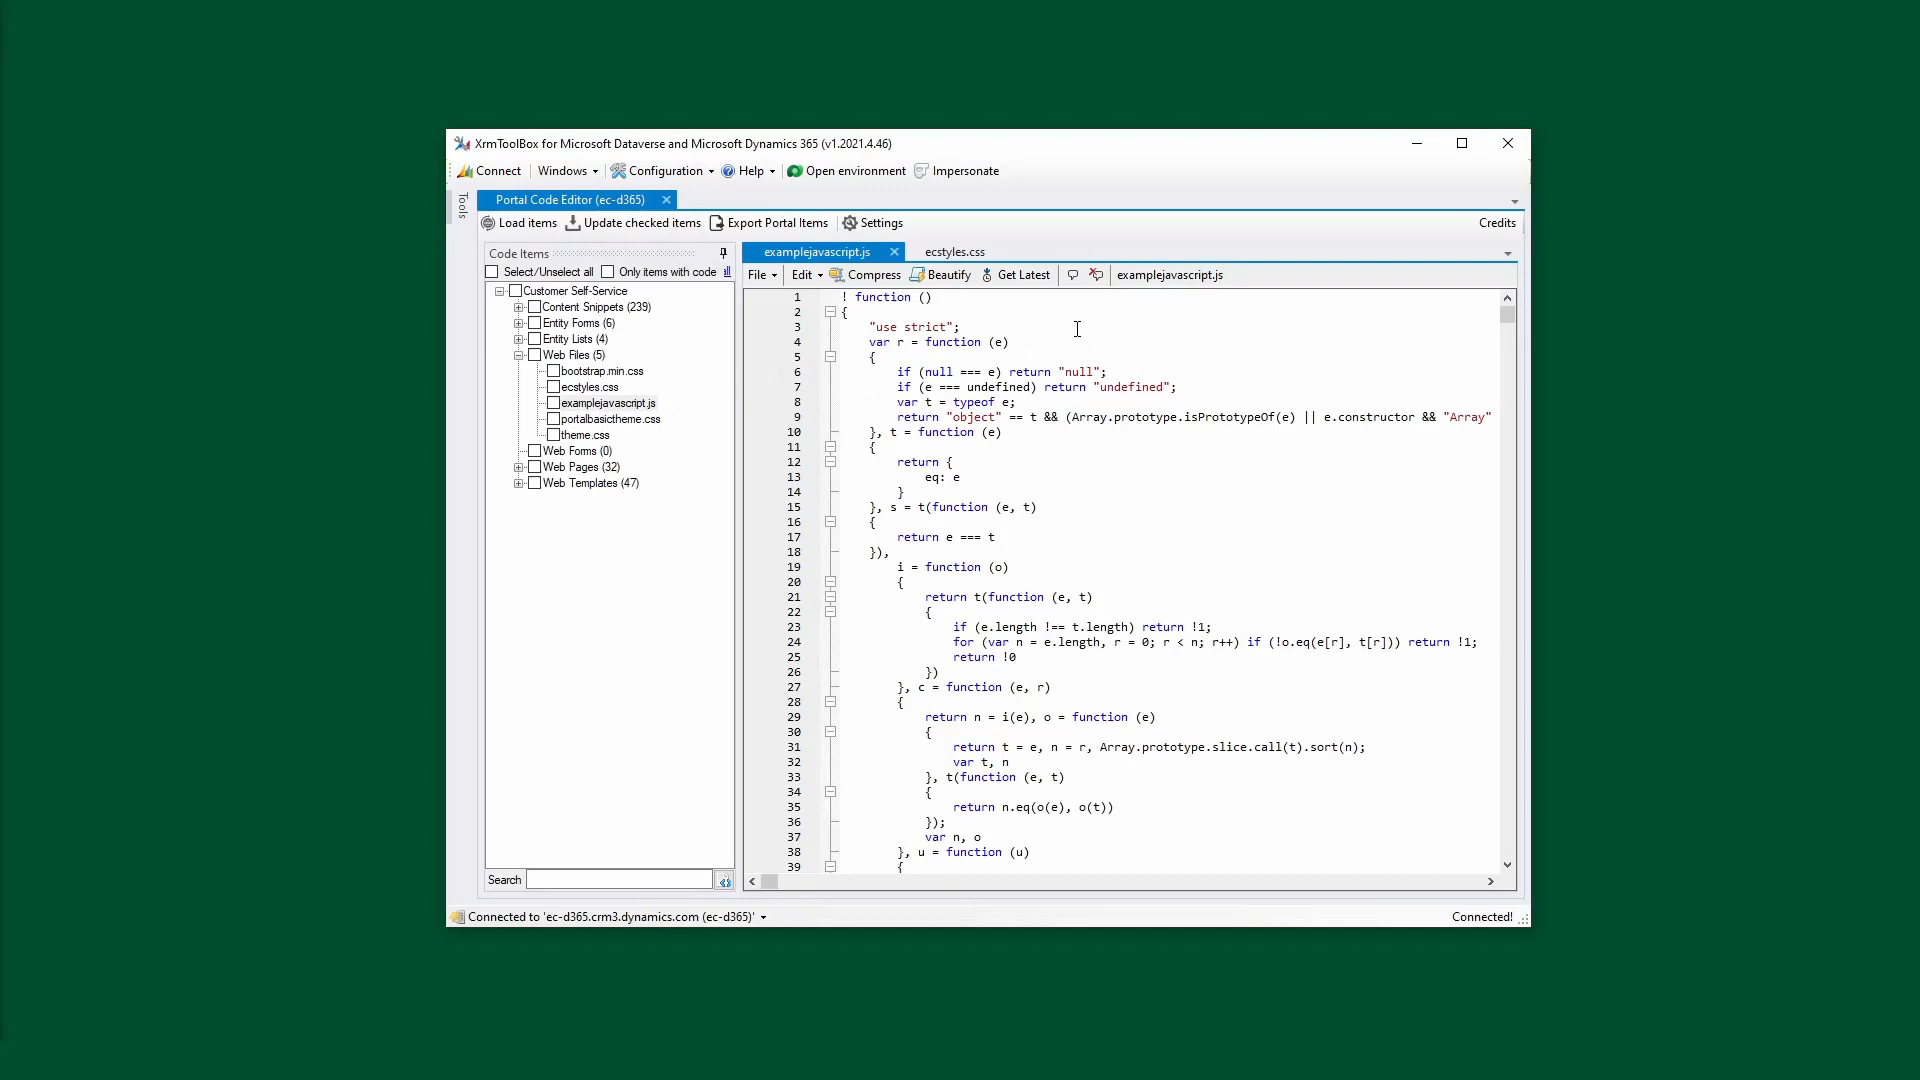 XrmToolBox for Microsoft Dataverse and Microsoft Dynamics 365 (v1.2021.4.46)
Connect Windows Configuration Help Open environment Impersonate
Tools
Portal Code Editor (ec-d365)
Load items Update checked items Export Portal Items Settings Credits
Code Items
Select/Unselect all Only items with code all
Customer Self-Service
Content Snippets (239)
Entity Forms (6)
Entity Lists (4)
Web Files (5)
bootstrap.min.css
ecstyles.css
examplejavascript.js
portalbasictheme.css
theme.css
Web Forms (0)
Web Pages (32)
Web Templates (47)
Search
examplejavascript.js ecstyles.css
File Edit Compress Beautify Get Latest examplejavascript.js
1 ! function ()
2 {
3 "use strict";
4 var r = function (e)
5 {
6 if (null === e) return "null";
7 if (e === undefined) return "undefined";
8 var t = typeof e;
9 return "object" == t && (Array.prototype.isPrototypeOf(e) || e.constructor && "Array"
10 }, t = function (e)
11 {
12 return {
13 eq: e
14 }
15 }, s = t(function (e, t)
16 {
17 return e === t
18 }),
19 i = function (o)
20 {
21 return t(function (e, t)
22 {
23 if (e.length !== t.length) return !1;
24 for (var n = e.length, r = 0; r < n; r++) if (!o.eq(e[r], t[r])) return !1;
25 return !0
26 })
27 }, c = function (e, r)
28 {
29 return n = i(e), o = function (e)
30 {
31 return t = e, n = r, Array.prototype.slice.call(t).sort(n);
32 var t, n
33 }, t(function (e, t)
34 {
35 return n.eq(o(e), o(t))
36 });
37 var n, o
38 }, u = function (u)
39 {
Connected to 'ec-d365.crm3.dynamics.com (ec-d365)' Connected!